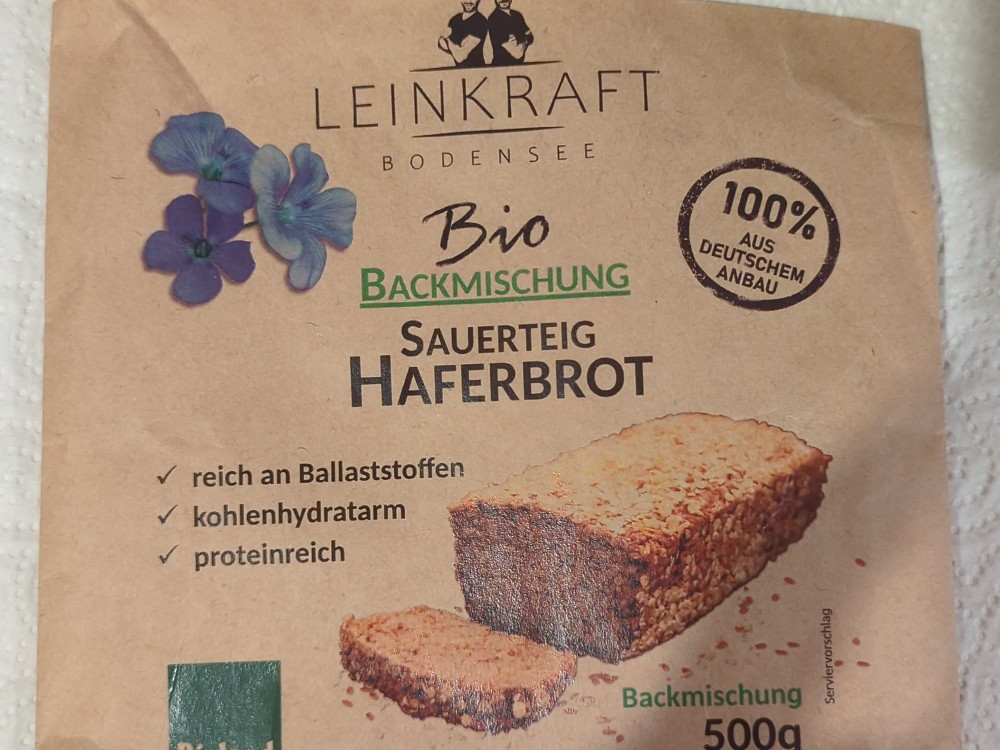 LEINKRAFT
BODENSEE
Bio
BACKMISCHUNG
100%
AUS
DEUTSCHEM
ANBAU
SAUERTEIG
HAFERBROT
✓ reich an Ballaststoffen
✓ kohlenhydratarm
✓ proteinreich
Serviervorschlag
Backmischung
500g